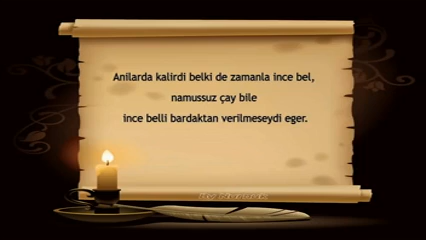 Anilarda kalirdi belki de zamanla ince bel,
namussuz çay bile
ince belli bardaktan verilmeseydi eger.